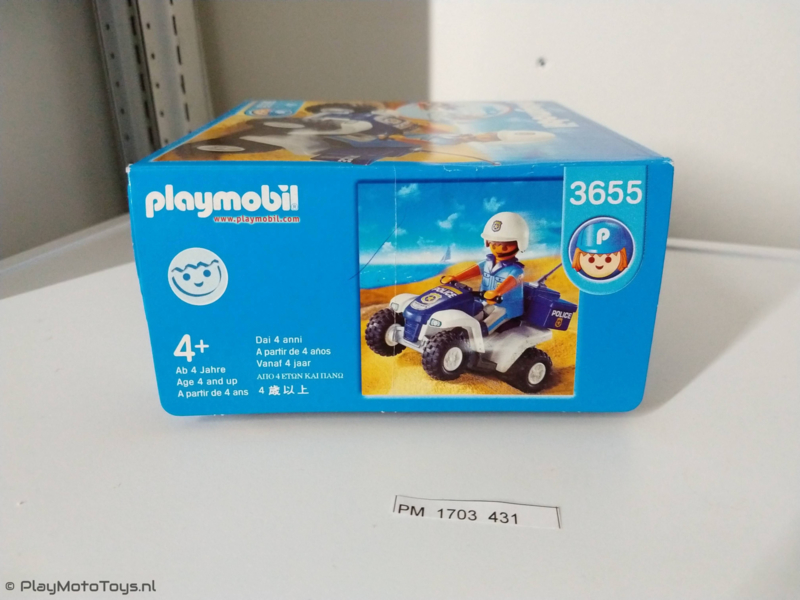 playmobil
www.playmobil.com
3655
P
POLICE
POLICE
4+
Ab 4 Jahre
Age 4 and up
A partir de 4 ans
Dai 4 anni
A partir de 4 años
Vanaf 4 jaar
ΑΠΟ 4 ΕΤΩΝ ΚΑΙ ΠΑΝΩ
4 歳以上
PM 1703 431
© PlayMotoToys.nl